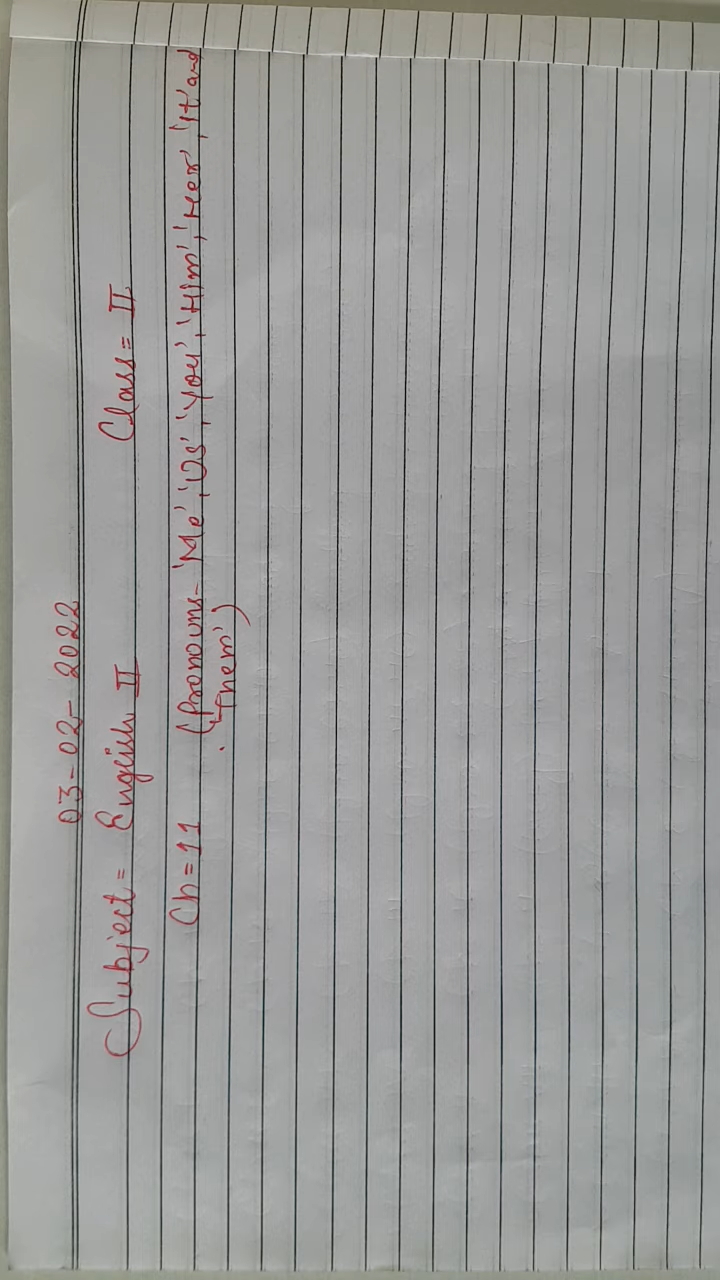 03-02-2022
Subject = English II Class = II
Ch = 11 (Pronouns - 'Me', 'Us', 'You', 'Him', 'Her', 'It' and
'Them')